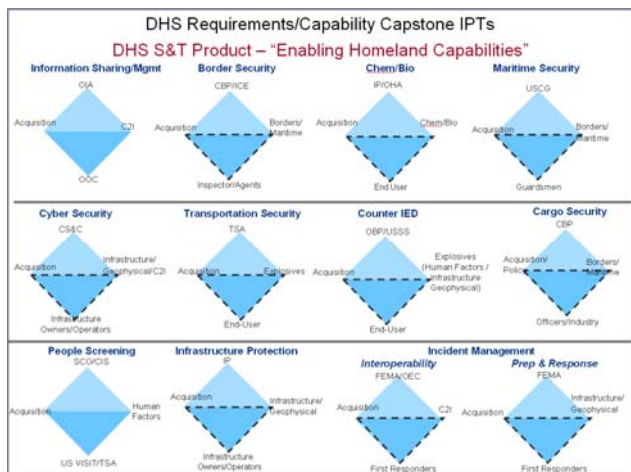 DHS Requirements/Capability Capstone IPTs
DHS S&T Product – “Enabling Homeland Capabilities”
Information Sharing/Mgmt
OIA
Acquisition
C2I
OOC
Border Security
CBP/ICE
Acquisition
Borders/
Maritime
Inspector/Agents
Chem/Bio
IP/OHA
Acquisition
Chem/Bio
End User
Maritime Security
USCG
Acquisition
Borders/
Maritime
Guardsmen
Cyber Security
CS&C
Acquisition
Infrastructure/
Geophysical/C2I
Infrastructure
Owners/Operators
Transportation Security
TSA
Acquisition
Explosives
End-User
Counter IED
OBP/USSS
Acquisition
Explosives
(Human Factors /
Infrastructure
Geophysical)
End-User
Cargo Security
CBP
Acquisition/
Policy
Borders/
Maritime
Officers/Industry
People Screening
SCO/CIS
Acquisition
Human
Factors
US VISIT/TSA
Infrastructure Protection
IP
Acquisition
Infrastructure/
Geophysical
Infrastructure
Owners/Operators
Incident Management
Interoperability
FEMA/OEC
Acquisition
C2I
First Responders
Prep & Response
FEMA
Acquisition
Infrastructure/
Geophysical
First Responders